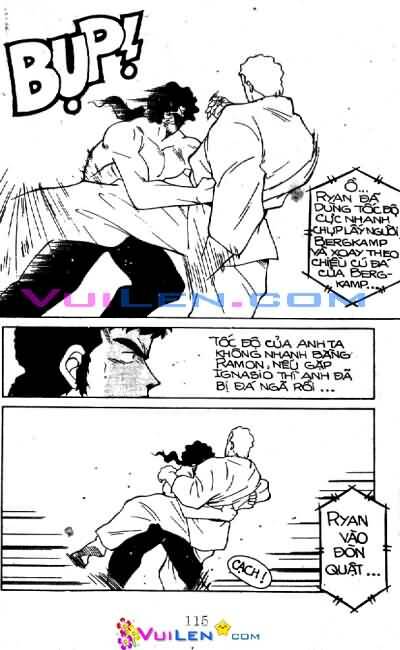 BỤP!
Ồ...
RYAN ĐÃ
DÙNG TỐC ĐỘ
CỰC NHANH
CHỤP LẤY NGƯỜI
BERGKAMP
VÀ XOAY THEO
CHIỀU CÚ ĐÁ
CỦA BERG-
KAMP...
VUILEN.COM
TỐC ĐỘ CỦA ANH TA
KHÔNG NHANH BẰNG
RAMON, NẾU GẶP
IGNASIO THÌ ANH ĐÃ
BỊ ĐÁ NGÃ RỒI...
RYAN
VÀO
ĐÒN
QUẬT...
CẠCH!
115
VUILEN.COM